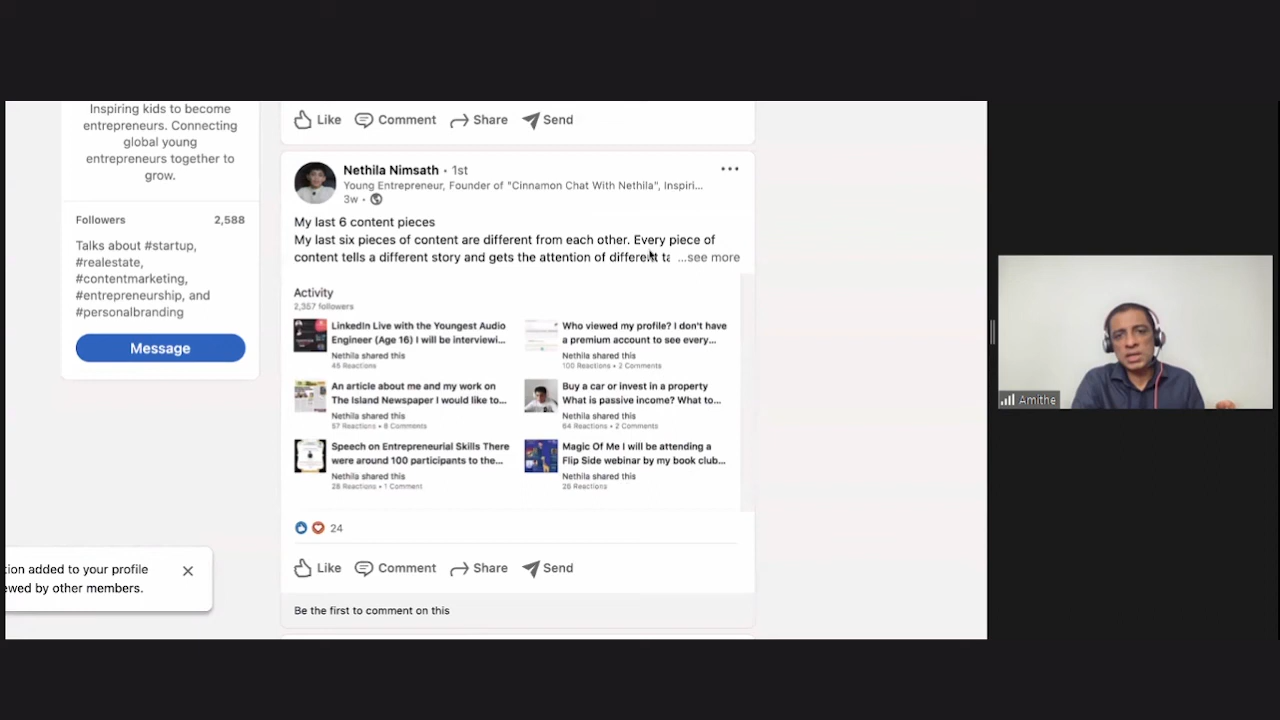 Inspiring kids to become
entrepreneurs. Connecting
global young
entrepreneurs together to
grow.
Followers 2,588
Talks about #startup,
#realestate,
#contentmarketing,
#entrepreneurship, and
#personalbranding
Message
tion added to your profile
ewed by other members.
Like Comment Share Send
Nethila Nimsath • 1st
Young Entrepreneur, Founder of "Cinnamon Chat With Nethila", Inspiri...
3w •
My last 6 content pieces
My last six pieces of content are different from each other. Every piece of
content tells a different story and gets the attention of different ta ...see more
Activity
2,357 followers
LinkedIn Live with the Youngest Audio
Engineer (Age 16) I will be interviewi...
Nethila shared this
45 Reactions
Who viewed my profile? I don't have
a premium account to see every...
Nethila shared this
100 Reactions • 2 Comments
An article about me and my work on
The Island Newspaper I would like to...
Nethila shared this
57 Reactions • 8 Comments
Buy a car or invest in a property
What is passive income? What to...
Nethila shared this
64 Reactions • 2 Comments
Speech on Entrepreneurial Skills There
were around 100 participants to the...
Nethila shared this
28 Reactions • 1 Comment
Magic Of Me I will be attending a
Flip Side webinar by my book club...
Nethila shared this
26 Reactions
24
Like Comment Share Send
Be the first to comment on this
Amithe